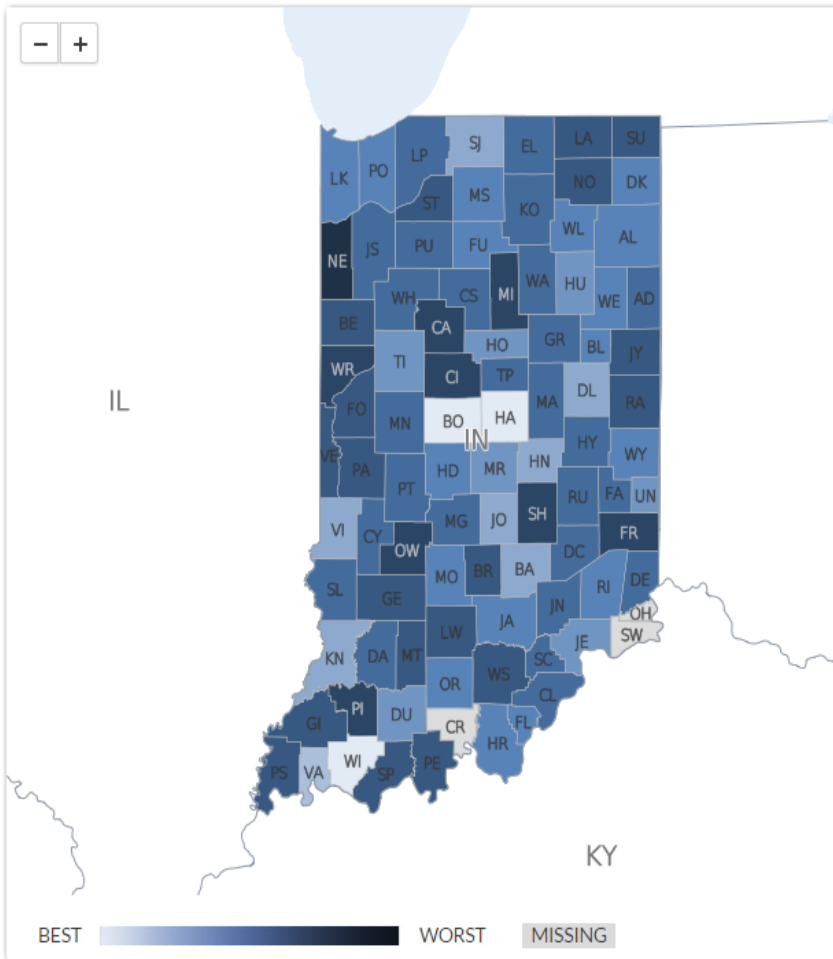 − +
SJ EL LA SU
LK PO LP
ST MS KO NO DK
NE JS PU FU WL AL
WH CS MI WA HU WE AD
BE CA
TI HO GR BL JY
WR CI TP
FO MN BO HA MA DL RA
IL
IN
VE PA PT HD MR HN HY WY
VI CY MG JO SH RU FA UN
OW DC FR
SL GE MO BR BA JN RI DE
OH
KN DA MT LW JA SC JE SW
OR WS CL
GI PI DU CR HR FL
PS VA WI SP PE
KY
BEST WORST MISSING